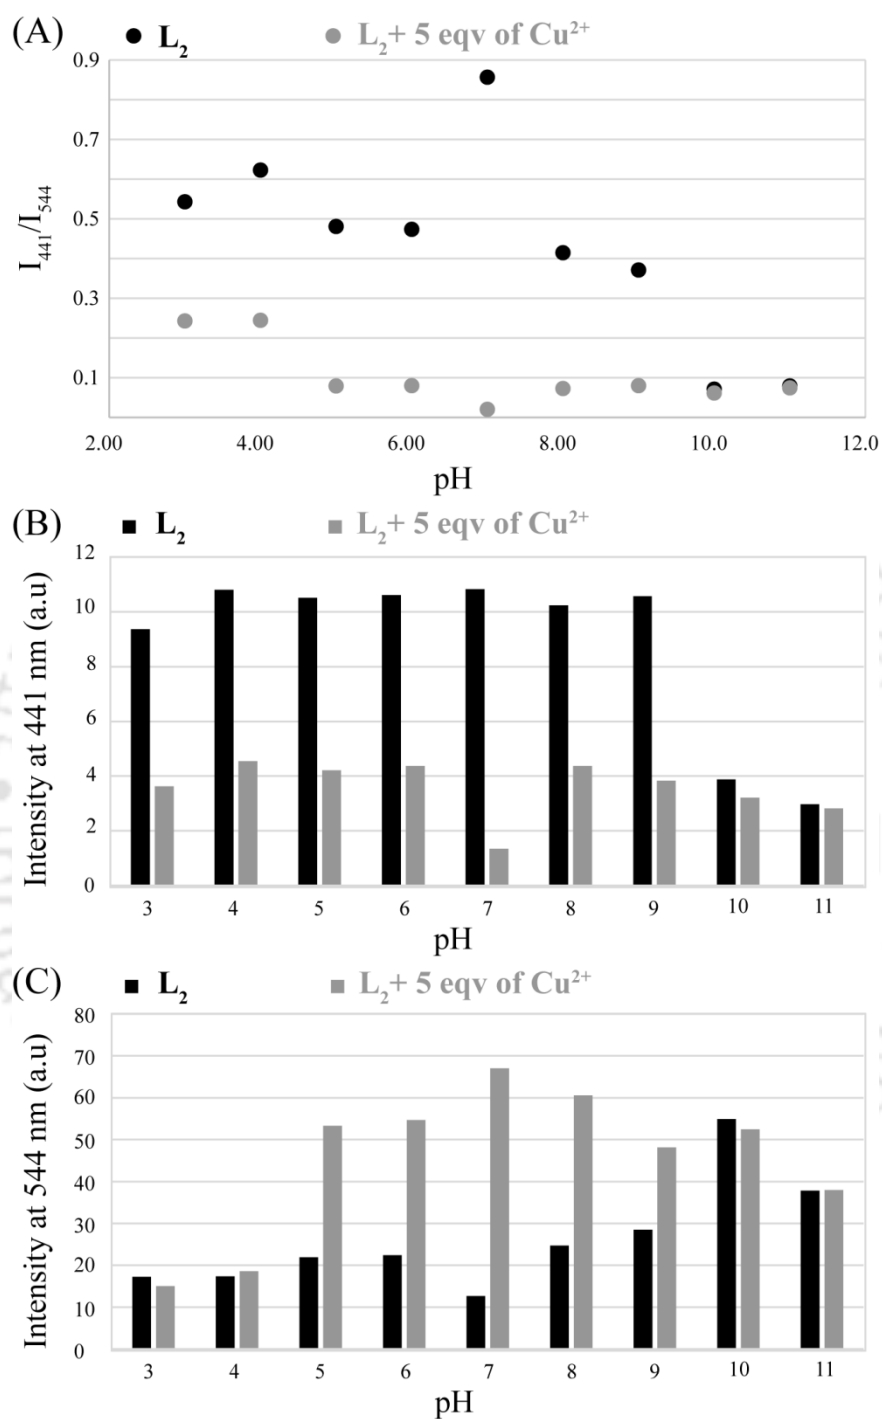 (A) L₂ L₂+ 5 eqv of Cu²⁺
0.9
0.7
0.5
0.3
0.1
I₄₄₁/I₅₄₄
2.00 4.00 6.00 8.00 10.0 12.0
pH
(B) L₂ L₂+ 5 eqv of Cu²⁺
12
10
8
6
4
2
0
Intensity at 441 nm (a.u)
3 4 5 6 7 8 9 10 11
pH
(C) L₂ L₂+ 5 eqv of Cu²⁺
80
70
60
50
40
30
20
10
0
Intensity at 544 nm (a.u)
3 4 5 6 7 8 9 10 11
pH